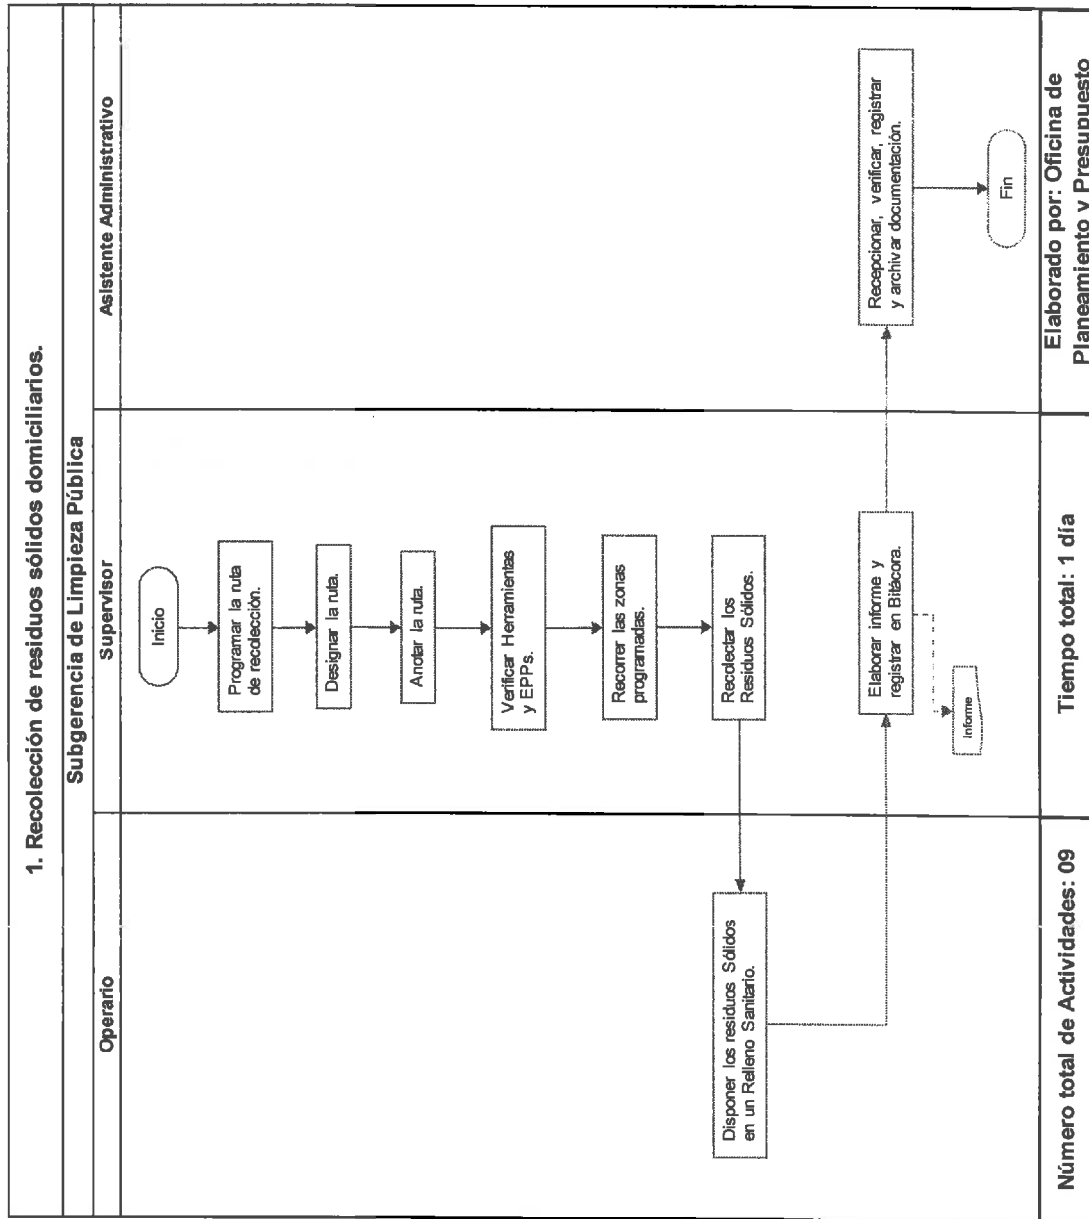 1. Recolección de residuos sólidos domiciliarios.
Subgerencia de Limpieza Pública
Operario
Supervisor
Asistente Administrativo
Inicio
Programar la ruta
de recolección.
Designar la ruta.
Anotar la ruta.
Verificar Herramientas
y EPPs.
Recorrer las zonas
programadas.
Recolectar los
Residuos Sólidos.
Disponer los residuos Sólidos
en un Relleno Sanitario.
Elaborar informe y
registrar en Bitácora.
Informe
Recepcionar, verificar, registrar
y archivar documentación.
Fin
Número total de Actividades: 09
Tiempo total: 1 día
Elaborado por: Oficina de
Planeamiento y Presupuesto